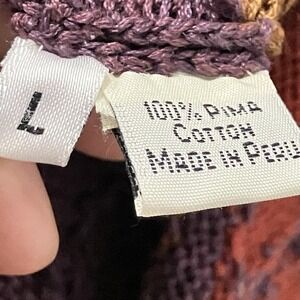 L
100% PIMA
COTTON
MADE IN PERU